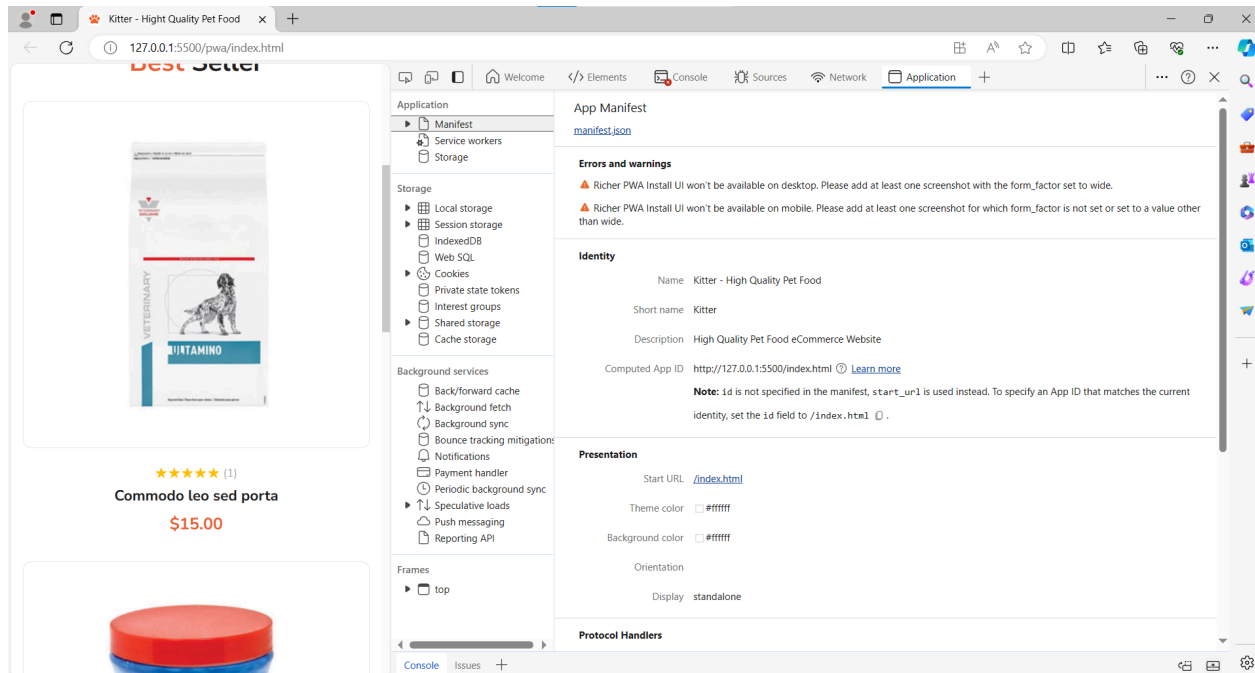 Kitter - Hight Quality Pet Food
127.0.0.1:5500/pwa/index.html
Best Seller
VETERINARY
EXCLUSIVE
VETERINARY
UI(TAMINO
(1)
Commodo leo sed porta
$15.00
Welcome
Elements
Console
Sources
Network
Application
Application
Manifest
Service workers
Storage
Storage
Local storage
Session storage
IndexedDB
Web SQL
Cookies
Private state tokens
Interest groups
Shared storage
Cache storage
Background services
Back/forward cache
Background fetch
Background sync
Bounce tracking mitigations
Notifications
Payment handler
Periodic background sync
Speculative loads
Push messaging
Reporting API
Frames
top
App Manifest
manifest.json
Errors and warnings
Richer PWA Install UI won't be available on desktop. Please add at least one screenshot with the form_factor set to wide.
Richer PWA Install UI won't be available on mobile. Please add at least one screenshot for which form_factor is not set or set to a value other
than wide.
Identity
Name Kitter - High Quality Pet Food
Short name Kitter
Description High Quality Pet Food eCommerce Website
Computed App ID http://127.0.0.1:5500/index.html Learn more
Note: id is not specified in the manifest, start_url is used instead. To specify an App ID that matches the current
identity, set the id field to /index.html .
Presentation
Start URL /index.html
Theme color #ffffff
Background color #ffffff
Orientation
Display standalone
Protocol Handlers
Console
Issues